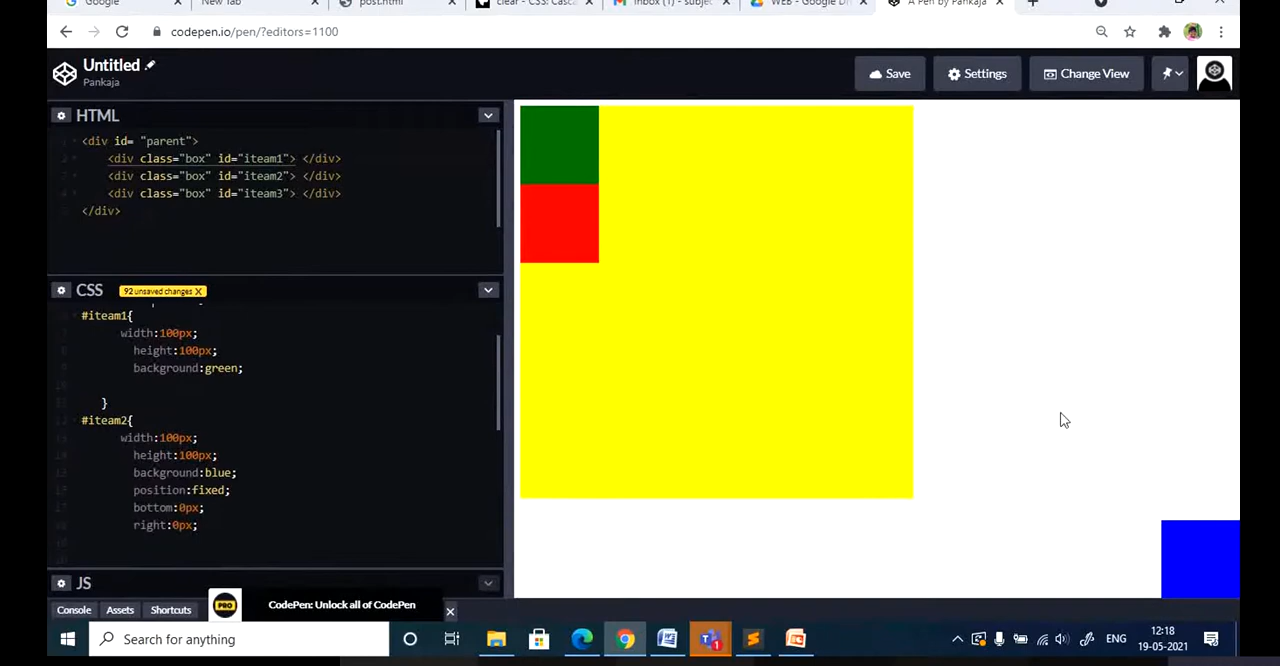 Google
New Tab
post.html
clear - CSS: Casca
Inbox (1) - subjec
WEB - Google Dri
A Pen by Pankaja
codepen.io/pen/?editors=1100
Untitled
Pankaja
Save
Settings
Change View
HTML
<div id= "parent">
<div class="box" id="iteam1"> </div>
<div class="box" id="iteam2"> </div>
<div class="box" id="iteam3"> </div>
</div>
CSS
92 unsaved changes X
#iteam1{
width:100px;
height:100px;
background:green;
}
#iteam2{
width:100px;
height:100px;
background:blue;
position:fixed;
bottom:0px;
right:0px;
JS
PRO
CodePen: Unlock all of CodePen
Console
Assets
Shortcuts
Search for anything
ENG
12:18
19-05-2021